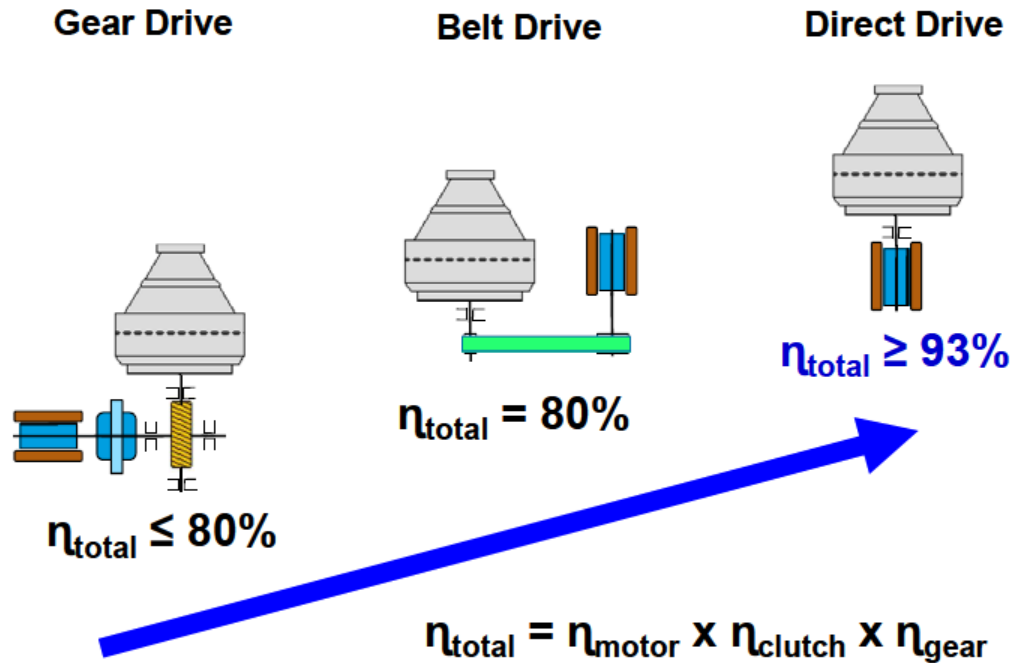 Gear Drive
Belt Drive
Direct Drive
ηtotal ≥ 93%
ηtotal = 80%
ηtotal ≤ 80%
ηtotal = ηmotor x ηclutch x ηgear